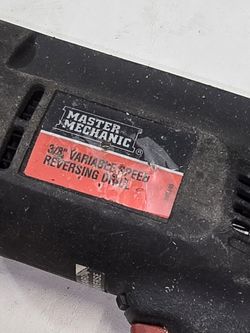 MASTER
MECHANIC®
3/8" VARIABLE SPEED
REVERSING DRILL